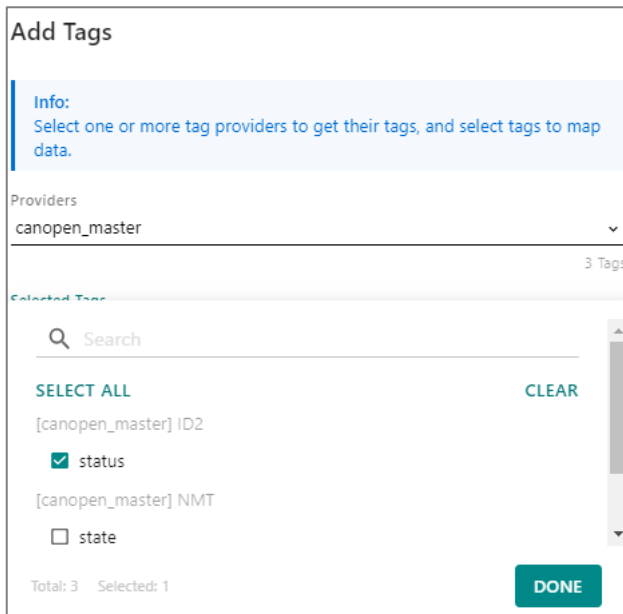 Add Tags
Info:
Select one or more tag providers to get their tags, and select tags to map
data.
Providers
canopen_master
3 Tags
Selected Tags
Search
SELECT ALL CLEAR
[canopen_master] ID2
status
[canopen_master] NMT
state
Total: 3 Selected: 1
DONE